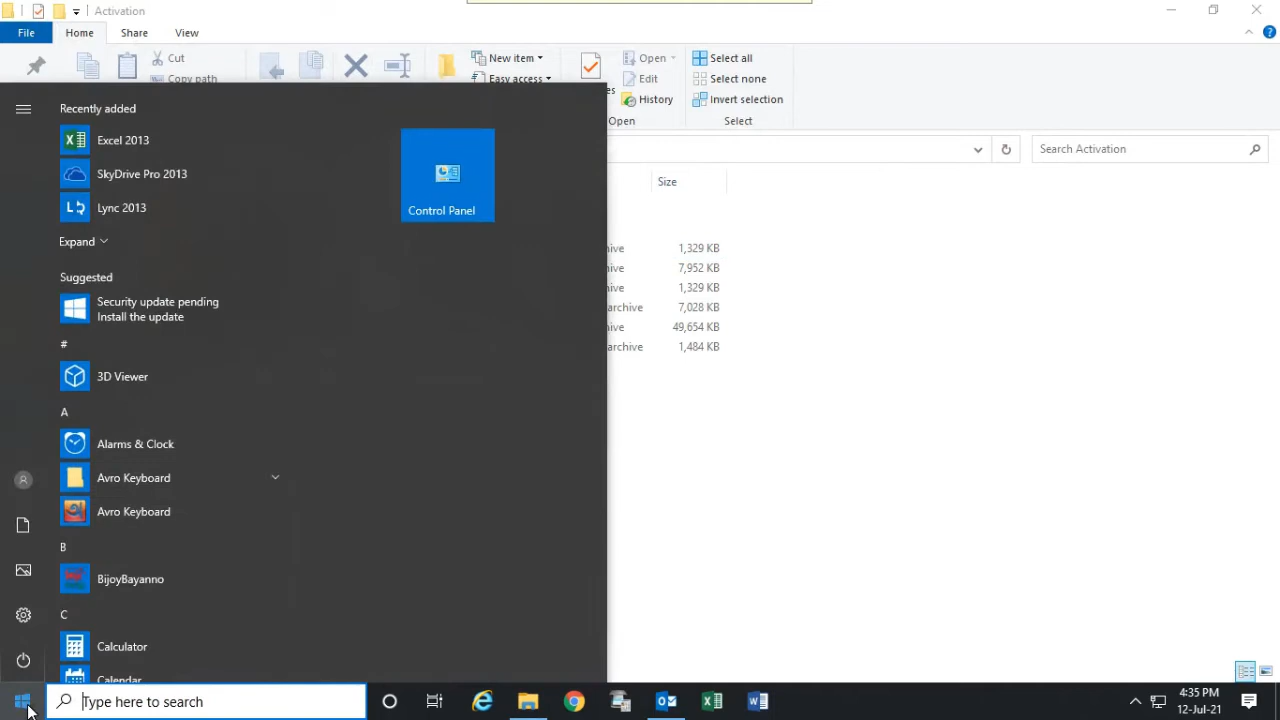 Activation
File
Home
Share
View
Cut
Copy path
New item
Easy access
Open
Edit
History
Open
Select all
Select none
Invert selection
Select
Search Activation
Size
hive 1,329 KB
hive 7,952 KB
hive 1,329 KB
archive 7,028 KB
hive 49,654 KB
archive 1,484 KB
Recently added
Excel 2013
SkyDrive Pro 2013
Lync 2013
Expand
Suggested
Security update pending
Install the update
#
3D Viewer
A
Alarms & Clock
Avro Keyboard
Avro Keyboard
B
BijoyBayanno
C
Calculator
Calendar
Control Panel
Type here to search
4:35 PM
12-Jul-21